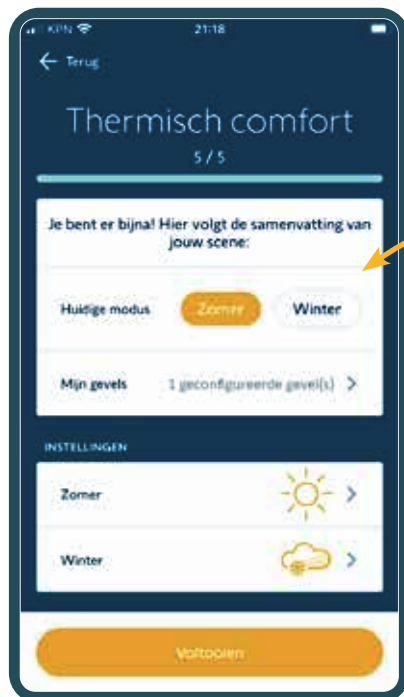 KPN 21:18
← Terug
Thermisch comfort
5 / 5
Je bent er bijna! Hier volgt de samenvatting van
jouw scene:
Huidige modus Zomer Winter
Mijn gevels 1 geconfigureerde gevel(s) >
INSTELLINGEN
Zomer >
Winter >
Voltooien